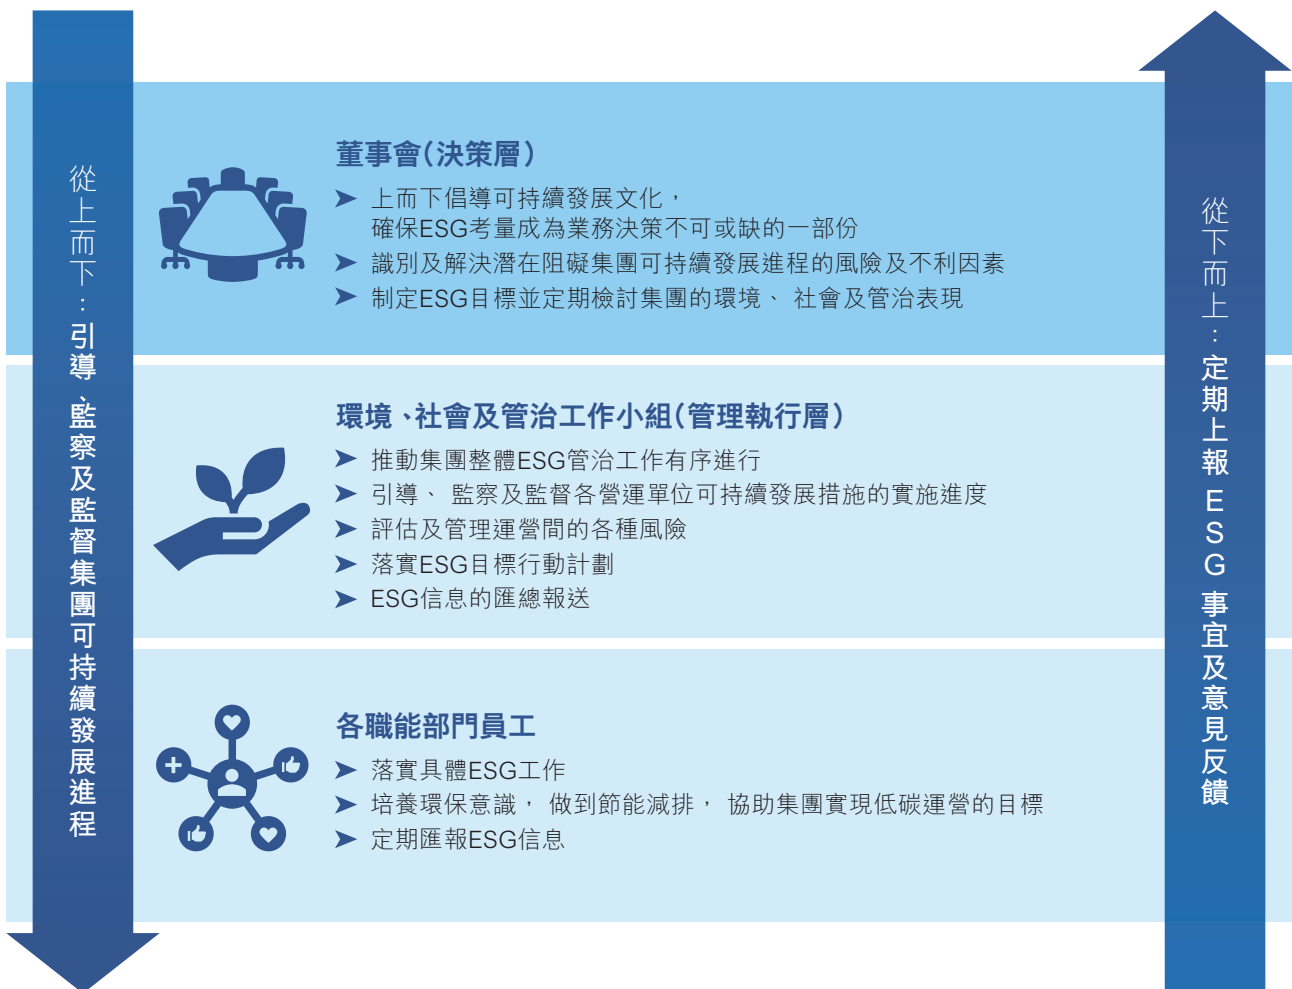 從上而下：引導、監察及監督集團可持續發展進程
董事會（決策層）
上而下倡導可持續發展文化，
確保ESG考量成為業務決策不可或缺的一部份
識別及解決潛在阻礙集團可持續發展進程的風險及不利因素
制定ESG目標並定期檢討集團的環境、社會及管治表現
環境、社會及管治工作小組（管理執行層）
推動集團整體ESG管治工作有序進行
引導、監察及監督各營運單位可持續發展措施的實施進度
評估及管理運營間的各種風險
落實ESG目標行動計劃
ESG信息的匯總報送
各職能部門員工
落實具體ESG工作
培養環保意識，做到節能減排，協助集團實現低碳運營的目標
定期匯報ESG信息
從下而上：定期上報ESG事宜及意見反饋